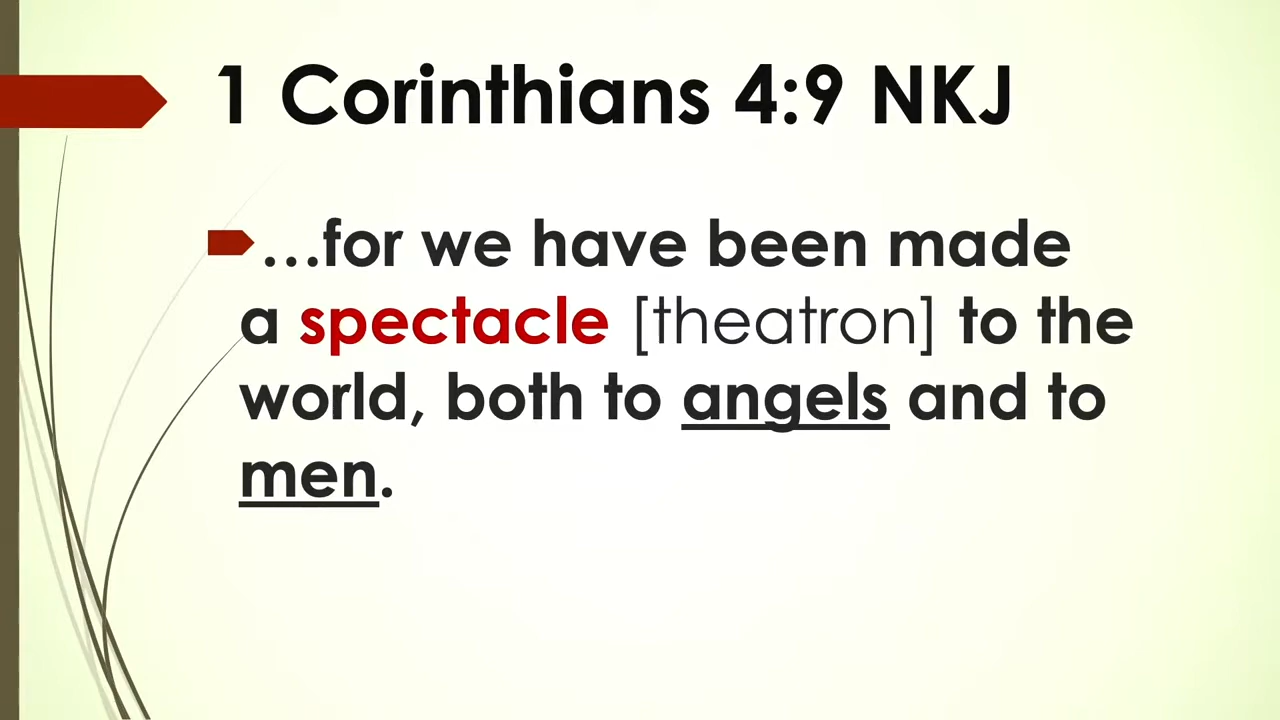 1 Corinthians 4:9 NKJ
…for we have been made
a spectacle [theatron] to the
world, both to angels and to
men.